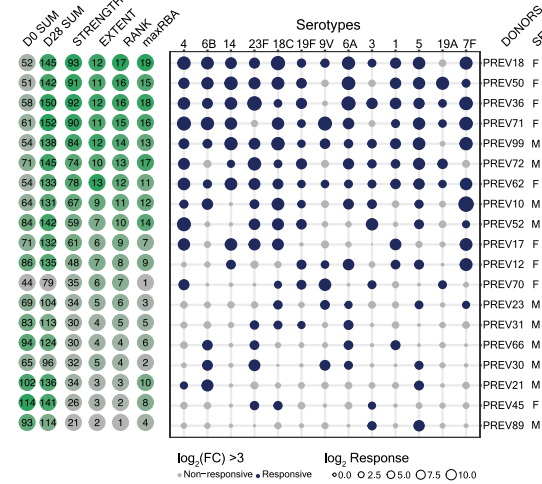 Serotypes
D0 SUM D28 SUM STRENGTH EXTENT RANK maxRBA 4 6B 14 23F 18C 19F 9V 6A 3 1 5 19A 7F DONORS
52 145 93 12 17 19 PREV18 F
51 142 91 11 16 15 PREV50 F
58 150 92 12 16 18 PREV36 F
61 152 90 11 15 16 PREV71 F
54 138 84 12 14 13 PREV99 M
71 145 74 10 13 17 PREV72 M
54 133 78 13 12 11 PREV62 F
64 131 67 9 11 12 PREV10 M
84 142 59 7 10 14 PREV52 M
71 132 61 6 9 7 PREV17 F
86 135 48 7 8 9 PREV12 F
44 79 35 6 7 1 PREV70 F
69 104 34 5 6 3 PREV23 M
83 113 30 4 5 5 PREV31 M
94 124 30 4 6 6 PREV66 M
65 96 32 5 4 2 PREV30 M
102 136 34 3 3 10 PREV21 M
114 141 26 3 2 8 PREV45 F
93 114 21 2 1 4 PREV89 M
log2(FC) >3 log2 Response
Non-responsive Responsive 0.0 2.5 5.0 7.5 10.0